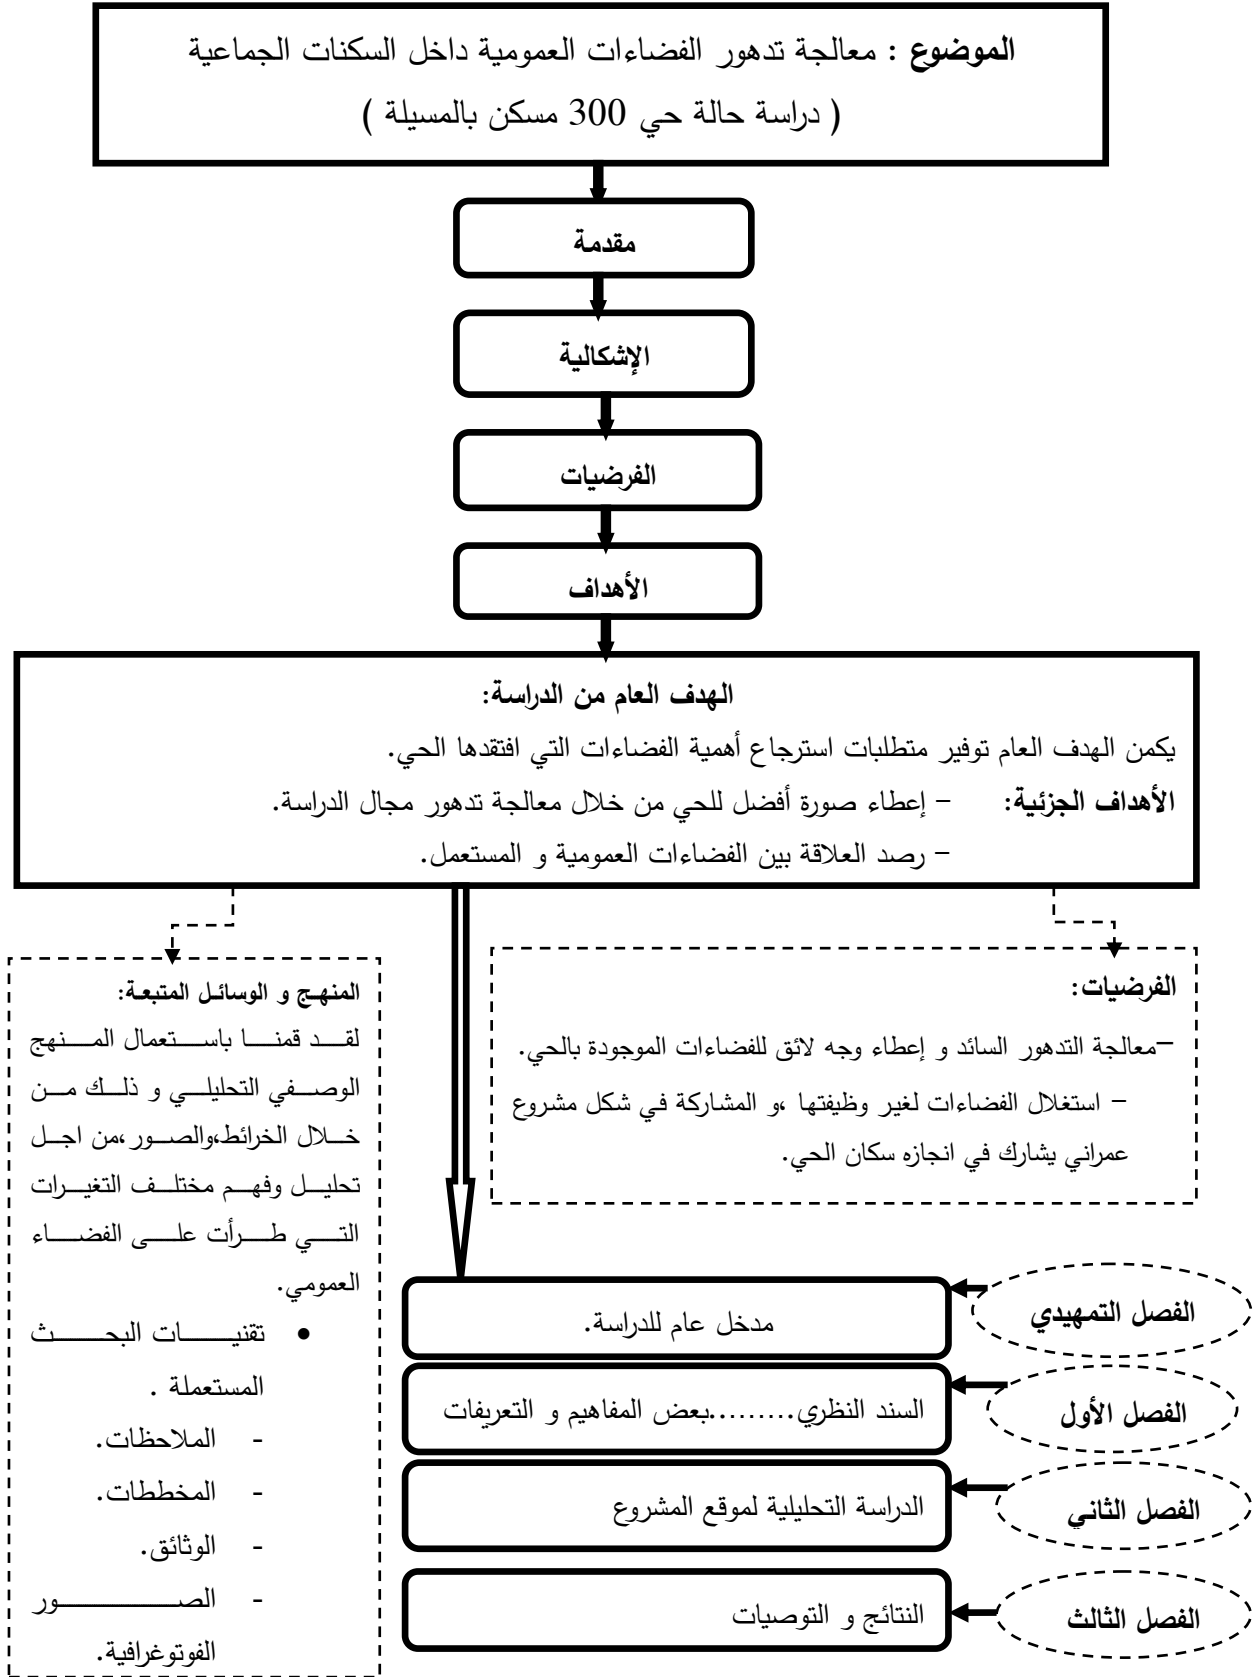 الموضوع : معالجة تدهور الفضاءات العمومية داخل السكنات الجماعية
( دراسة حالة حي 300 مسكن بالمسيلة )
مقدمة
الإشكالية
الفرضيات
الأهداف
الهدف العام من الدراسة:
يكمن الهدف العام توفير متطلبات استرجاع أهمية الفضاءات التي افتقدها الحي.
الأهداف الجزئية: – إعطاء صورة أفضل للحي من خلال معالجة تدهور مجال الدراسة.
– رصد العلاقة بين الفضاءات العمومية و المستعمل.
الفرضيات:
–معالجة التدهور السائد و إعطاء وجه لائق للفضاءات الموجودة بالحي.
– استغلال الفضاءات لغير وظيفتها ،و المشاركة في شكل مشروع
عمراني يشارك في انجازه سكان الحي.
المنهج و الوسائل المتبعة:
لقد قمنا باستعمال المنهج
الوصفي التحليلي و ذلك من
خلال الخرائط،والصور،من اجل
تحليل وفهم مختلف التغيرات
التي طرأت على الفضاء
العمومي.
• تقنيات البحث
المستعملة .
- الملاحظات.
- المخططات.
- الوثائق.
- الصور
الفوتوغرافية.
الفصل التمهيدي
مدخل عام للدراسة.
الفصل الأول
السند النظري.........بعض المفاهيم و التعريفات
الفصل الثاني
الدراسة التحليلية لموقع المشروع
الفصل الثالث
النتائج و التوصيات